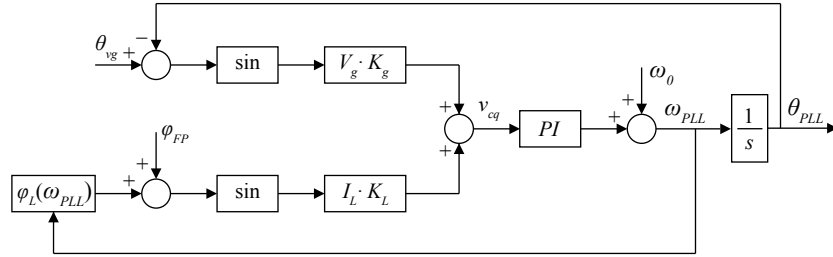 θ_vg
+
−
sin
V_g · K_g
ω_0
+
v_cq
PI
+
+
ω_PLL
1/s
θ_PLL
φ_FP
+
+
φ_L(ω_PLL)
+
sin
I_L · K_L